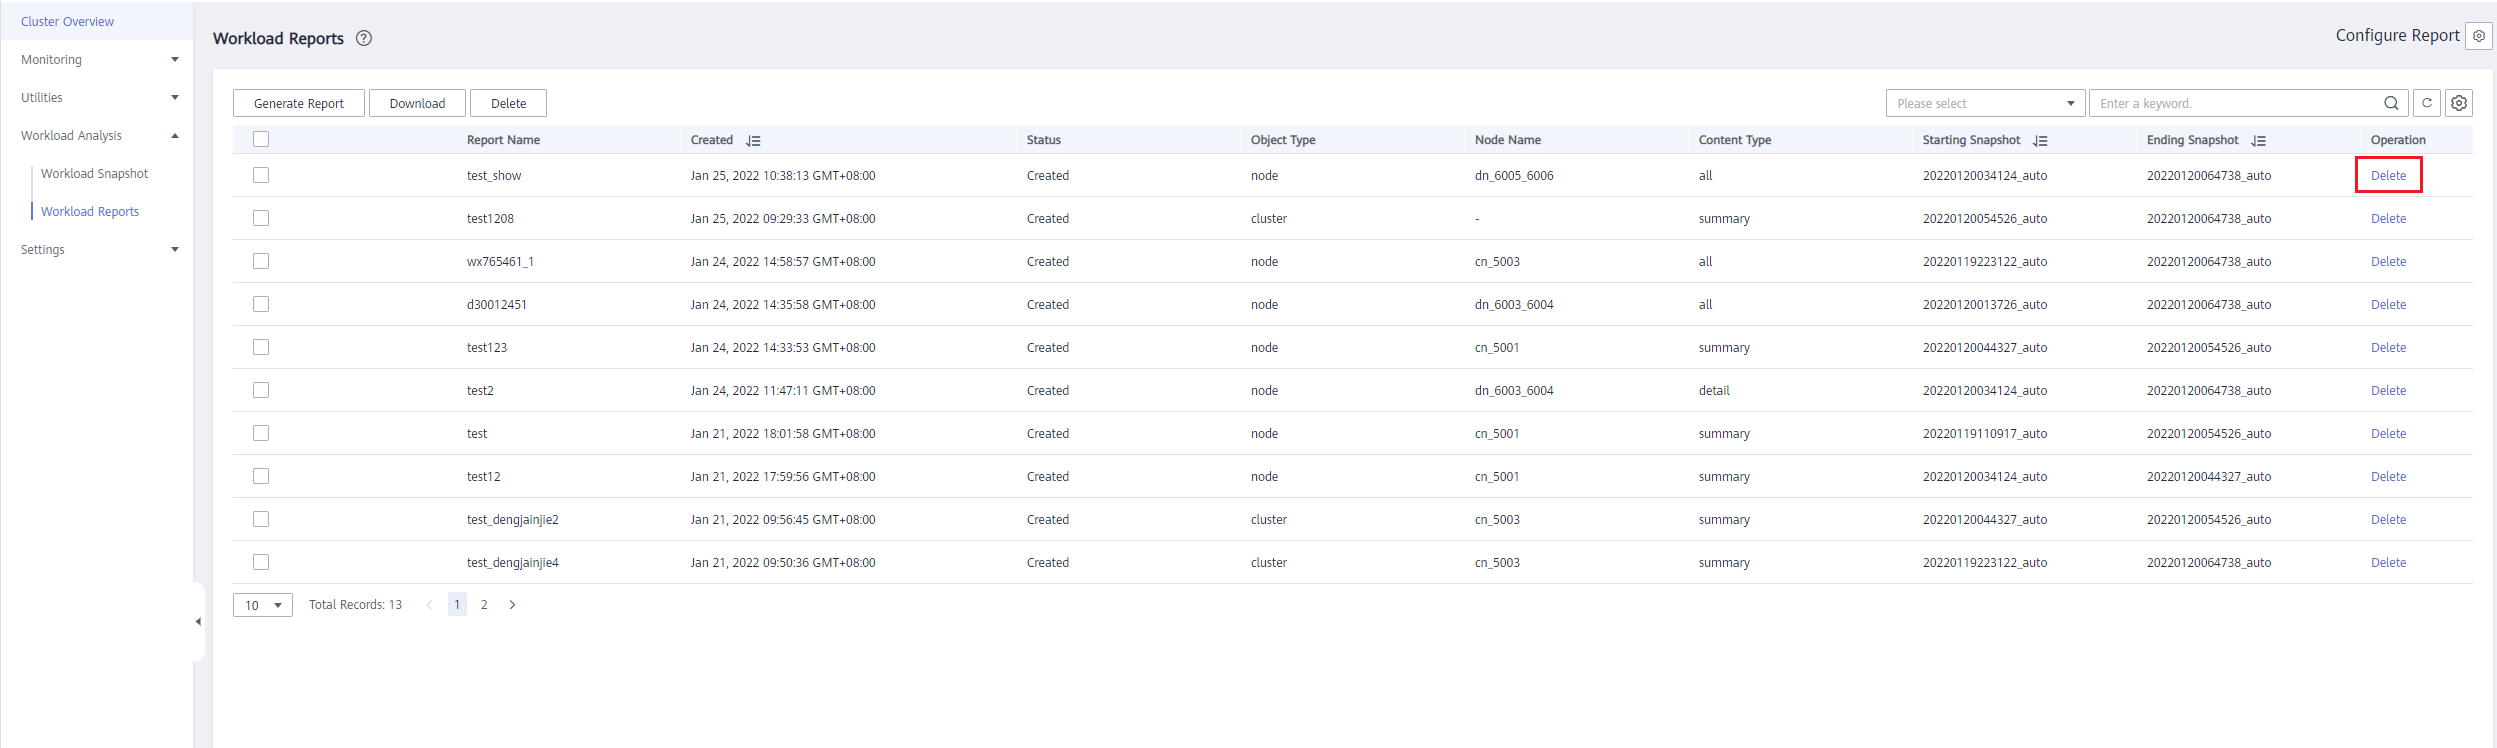 Cluster Overview
Monitoring
Utilities
Workload Analysis
Workload Snapshot
Workload Reports
Settings
Workload Reports ?
Configure Report
Generate Report Download Delete Please select Enter a keyword.
Report Name Created Status Object Type Node Name Content Type Starting Snapshot Ending Snapshot Operation
test_show Jan 25, 2022 10:38:13 GMT+08:00 Created node dn_6005_6006 all 20220120034124_auto 20220120064738_auto Delete
test1208 Jan 25, 2022 09:29:33 GMT+08:00 Created cluster - summary 20220120054526_auto 20220120064738_auto Delete
wx765461_1 Jan 24, 2022 14:58:57 GMT+08:00 Created node cn_5003 all 20220119223122_auto 20220120064738_auto Delete
d30012451 Jan 24, 2022 14:35:58 GMT+08:00 Created node dn_6003_6004 all 20220120013726_auto 20220120064738_auto Delete
test123 Jan 24, 2022 14:33:53 GMT+08:00 Created node cn_5001 summary 20220120044327_auto 20220120054526_auto Delete
test2 Jan 24, 2022 11:47:11 GMT+08:00 Created node dn_6003_6004 detail 20220120034124_auto 20220120064738_auto Delete
test Jan 21, 2022 18:01:58 GMT+08:00 Created node cn_5001 summary 20220119110917_auto 20220120054526_auto Delete
test12 Jan 21, 2022 17:59:56 GMT+08:00 Created node cn_5001 summary 20220120034124_auto 20220120044327_auto Delete
test_dengjainjie2 Jan 21, 2022 09:56:45 GMT+08:00 Created cluster cn_5003 summary 20220120044327_auto 20220120054526_auto Delete
test_dengjainjie4 Jan 21, 2022 09:50:36 GMT+08:00 Created cluster cn_5003 summary 20220119223122_auto 20220120064738_auto Delete
10 Total Records: 13 < 1 2 >